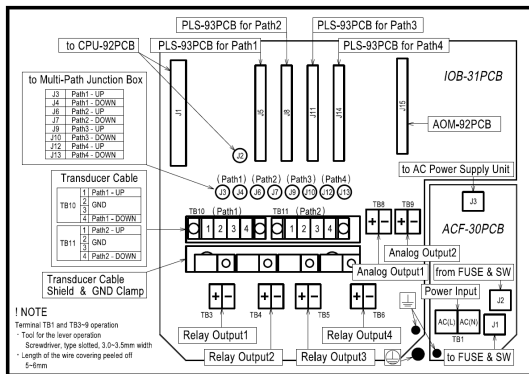 PLS-93PCB for Path2
PLS-93PCB for Path3
to CPU-92PCB
PLS-93PCB for Path1
PLS-93PCB for Path4
IOB-31PCB
to Multi-Path Junction Box
J3 Path1 - UP
J4 Path1 - DOWN
J6 Path2 - UP
J7 Path2 - DOWN
J9 Path3 - UP
J10 Path3 - DOWN
J12 Path4 - UP
J13 Path4 - DOWN
J1
J5
J8
J11
J14
J15
J2
AOM-92PCB
(Path1) (Path2) (Path3) (Path4)
J3 J4 J6 J7 J9 J10 J12 J13
to AC Power Supply Unit
J3
ACF-30PCB
Transducer Cable
TB10
1 Path1 - UP
2 GND
3
4 Path1 - DOWN
TB11
1 Path2 - UP
2 GND
3
4 Path2 - DOWN
TB10 (Path1) TB11 (Path2)
1 2 3 4 1 2 3 4
TB8 TB9
+ - + -
Analog Output2
Analog Output1
from FUSE & SW
Transducer Cable
Shield & GND Clamp
Power Input
J2
AC(L) AC(N)
J1
TB1
+ - + - + - + -
TB3 TB4 TB5 TB6
Relay Output1
Relay Output4
Relay Output2
Relay Output3
to FUSE & SW
! NOTE
Terminal TB1 and TB3~9 operation
· Tool for the lever operation
Screwdriver, type slotted, 3.0~3.5mm width
· Length of the wire covering peeled off
5~6mm